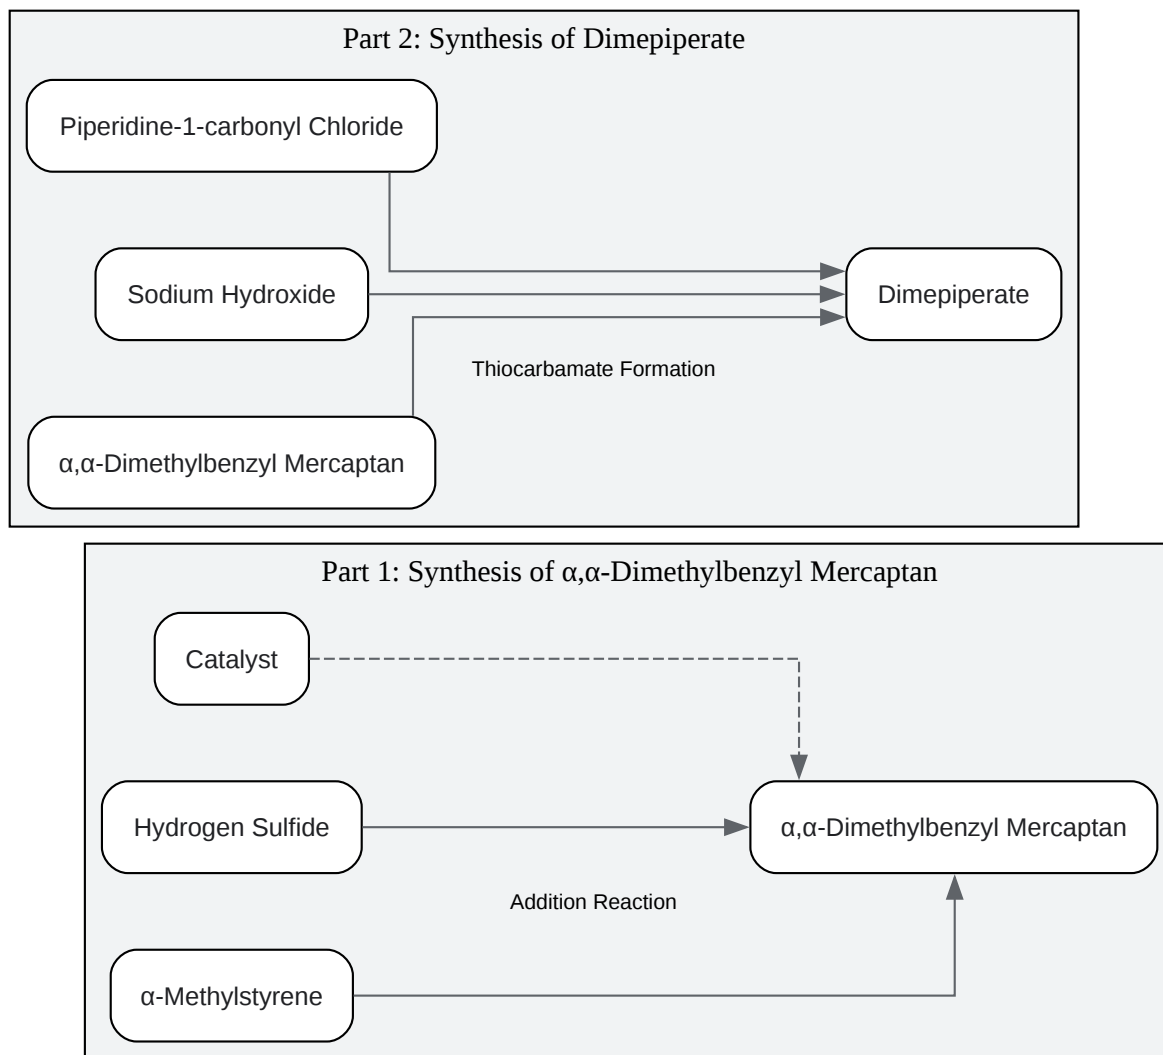 Part 2: Synthesis of Dimepiperate
Piperidine-1-carbonyl Chloride
Sodium Hydroxide
Dimepiperate
Thiocarbamate Formation
α,α-Dimethylbenzyl Mercaptan
Part 1: Synthesis of α,α-Dimethylbenzyl Mercaptan
Catalyst
Hydrogen Sulfide
α,α-Dimethylbenzyl Mercaptan
Addition Reaction
α-Methylstyrene